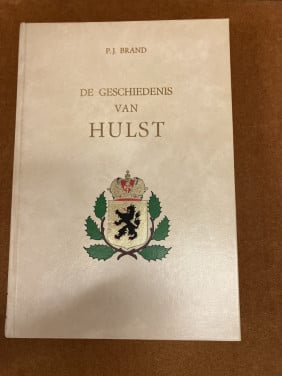 P.J. BRAND
DE GESCHIEDENIS
VAN
HULST